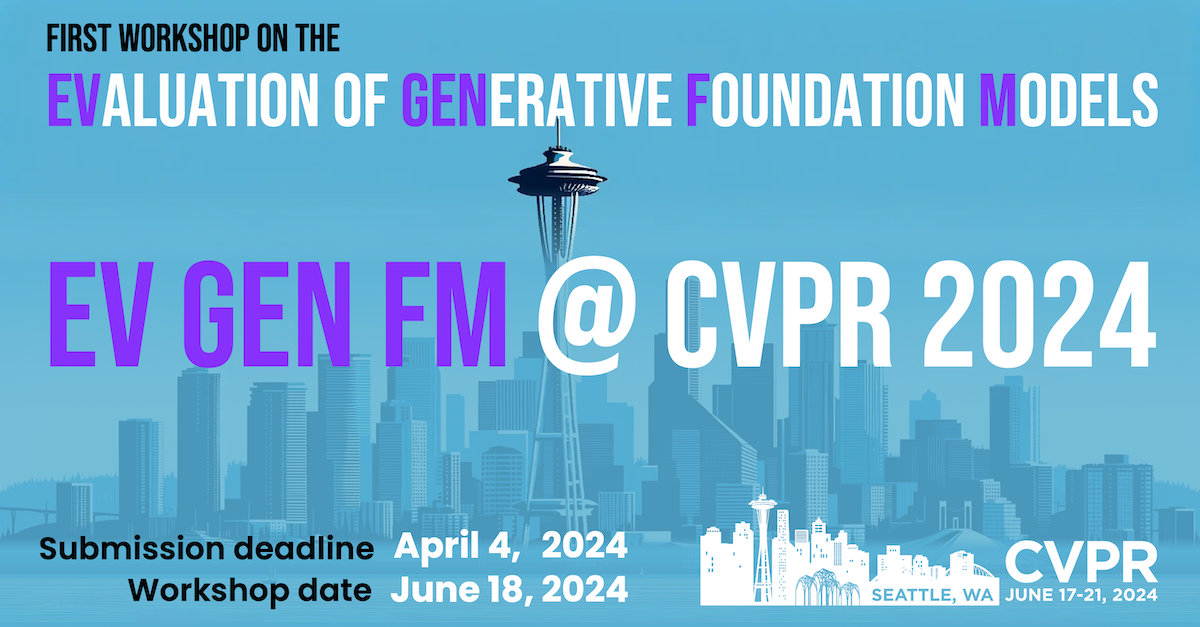 FIRST WORKSHOP ON THE
EVALUATION OF GENERATIVE FOUNDATION MODELS
EV GEN FM @ CVPR 2024
Submission deadline April 4, 2024
Workshop date June 18, 2024
SEATTLE, WA
CVPR
JUNE 17-21, 2024